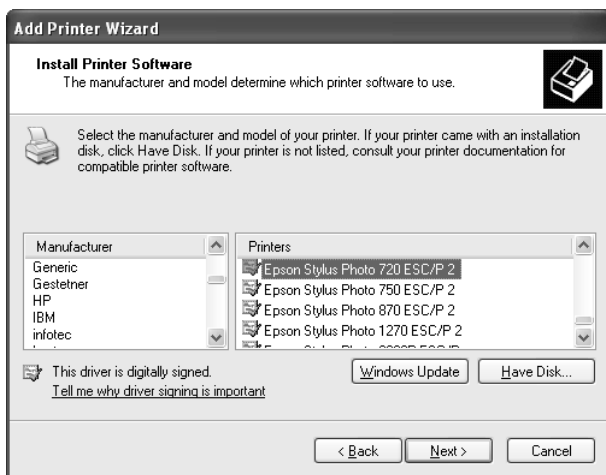 Add Printer Wizard
Install Printer Software
The manufacturer and model determine which printer software to use.
Select the manufacturer and model of your printer. If your printer came with an installation
disk, click Have Disk. If your printer is not listed, consult your printer documentation for
compatible printer software.
Manufacturer
Generic
Gestetner
HP
IBM
infotec
Printers
Epson Stylus Photo 720 ESC/P 2
Epson Stylus Photo 750 ESC/P 2
Epson Stylus Photo 870 ESC/P 2
Epson Stylus Photo 1270 ESC/P 2
This driver is digitally signed.
Tell me why driver signing is important
Windows Update
Have Disk...
< Back
Next >
Cancel